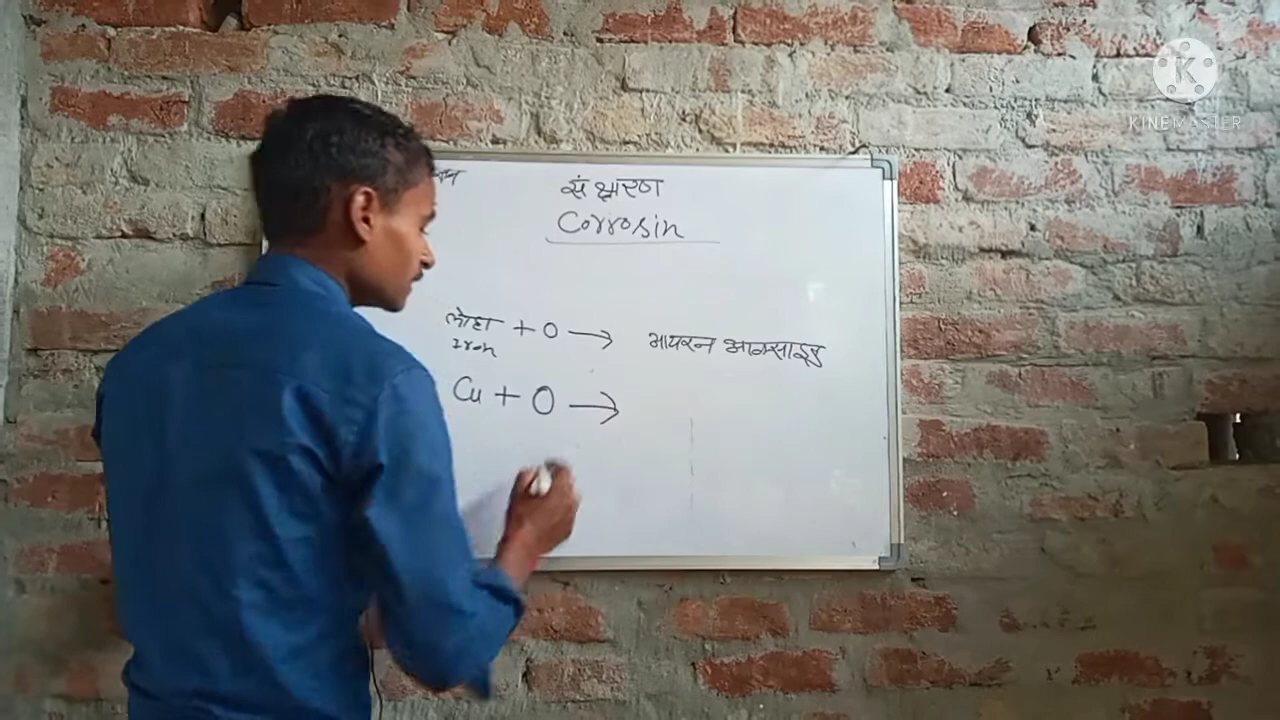 KINEMASTER
संक्षारण
Corrosin
लोहा + O → आयरन आक्साइड
Iron
Cu + O →